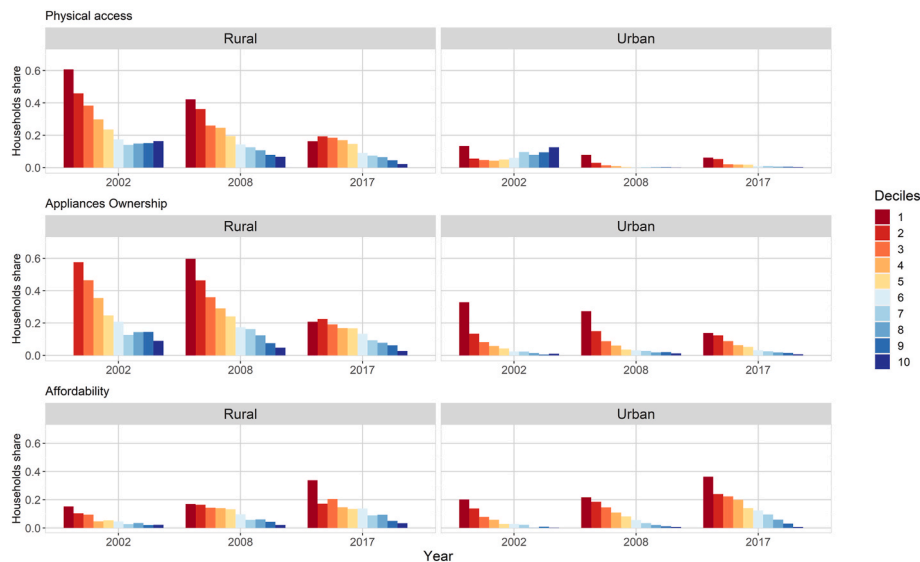 Physical access
Rural
Urban
Households share
0.6
0.4
0.2
0.0
2002
2008
2017
2002
2008
2017
Appliances Ownership
Rural
Urban
Households share
0.6
0.4
0.2
0.0
2002
2008
2017
2002
2008
2017
Affordability
Rural
Urban
Households share
0.6
0.4
0.2
0.0
2002
2008
2017
2002
2008
2017
Year
Deciles
1
2
3
4
5
6
7
8
9
10